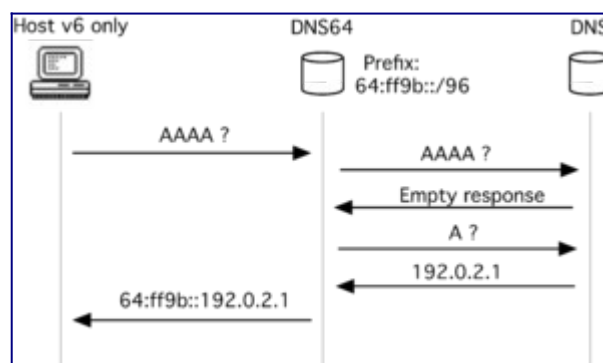 Host v6 only
DNS64
DNS
Prefix:
64:ff9b::/96
AAAA ?
AAAA ?
Empty response
A ?
192.0.2.1
64:ff9b::192.0.2.1